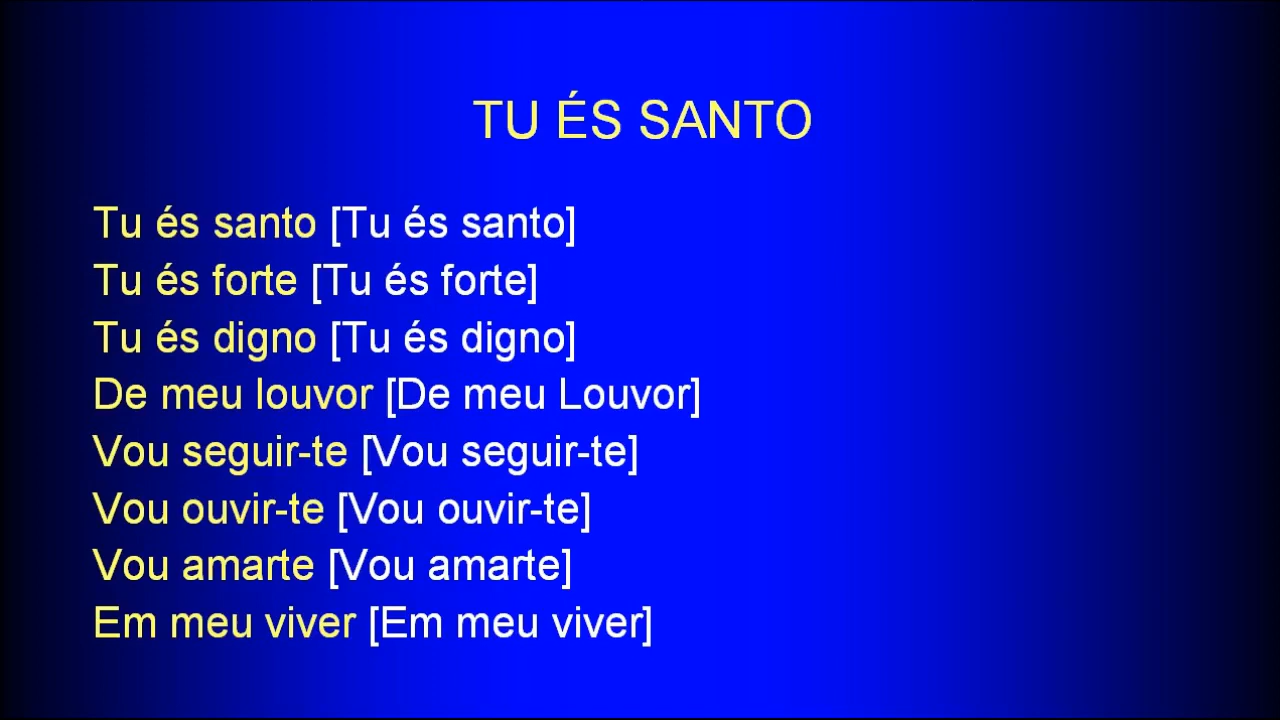 TU ÉS SANTO
Tu és santo [Tu és santo]
Tu és forte [Tu és forte]
Tu és digno [Tu és digno]
De meu louvor [De meu Louvor]
Vou seguir-te [Vou seguir-te]
Vou ouvir-te [Vou ouvir-te]
Vou amarte [Vou amarte]
Em meu viver [Em meu viver]